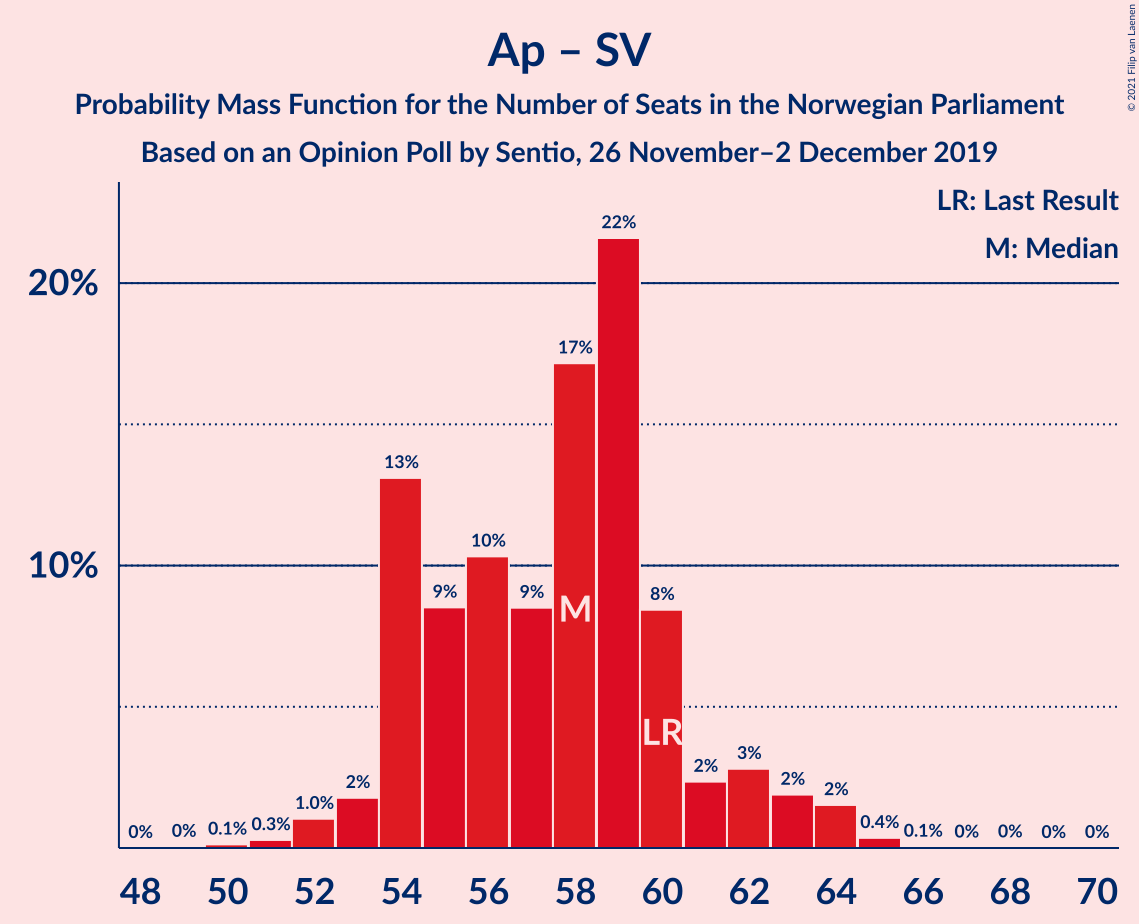 Ap – SV
Probability Mass Function for the Number of Seats in the Norwegian Parliament
Based on an Opinion Poll by Sentio, 26 November–2 December 2019
© 2021 Filip van Laenen
LR: Last Result
M: Median
20%
10%
0% 0% 0.1% 0.3% 1.0% 2% 13% 9% 10% 9% 17% 22% 8% 2% 3% 2% 2% 0.4% 0.1% 0% 0% 0% 0%
M
LR
48 50 52 54 56 58 60 62 64 66 68 70